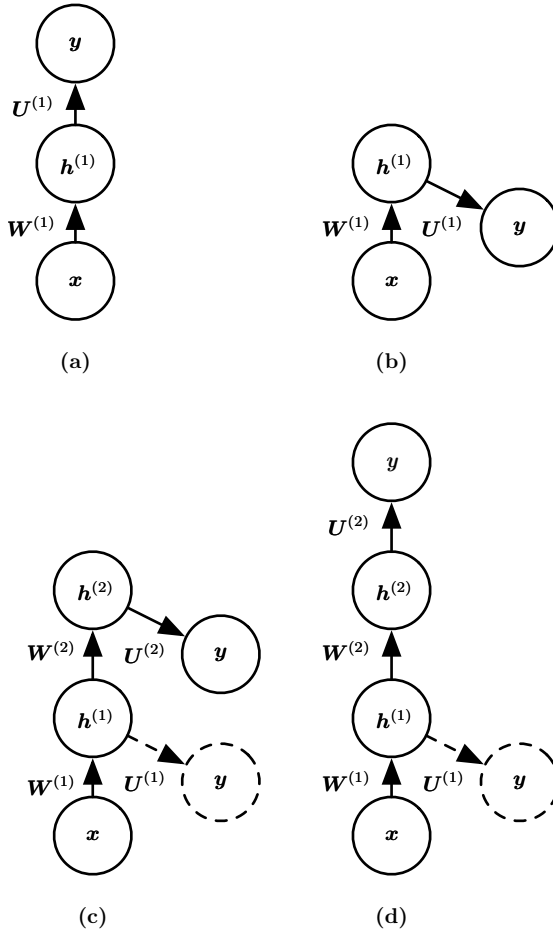 y
U^(1)
h^(1)
W^(1)
x
(a)
h^(1)
W^(1)
U^(1)
y
x
(b)
h^(2)
W^(2)
U^(2)
y
h^(1)
W^(1)
U^(1)
y
x
(c)
y
U^(2)
h^(2)
W^(2)
h^(1)
W^(1)
U^(1)
y
x
(d)